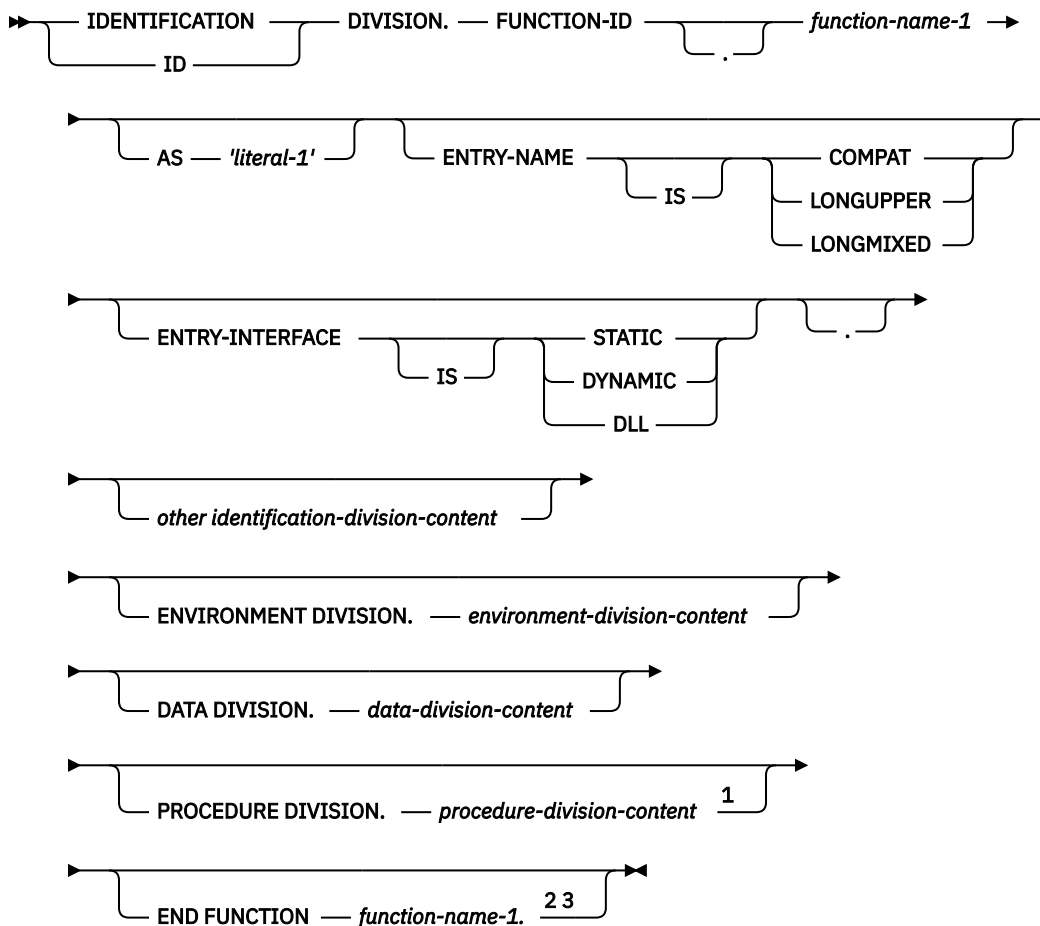 IDENTIFICATION DIVISION. FUNCTION-ID function-name-1
ID .
AS 'literal-1' ENTRY-NAME COMPAT
IS LONGUPPER
LONGMIXED
ENTRY-INTERFACE STATIC .
IS DYNAMIC
DLL
other identification-division-content
ENVIRONMENT DIVISION. environment-division-content
DATA DIVISION. data-division-content
PROCEDURE DIVISION. procedure-division-content 1
END FUNCTION function-name-1. 2 3